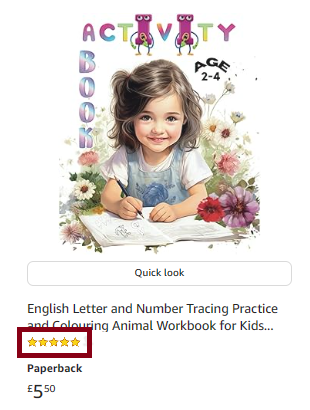 ACTIVITY
BOOK
AGE
2-4
Quick look
English Letter and Number Tracing Practice
and Colouring Animal Workbook for Kids...
Paperback
£5 50